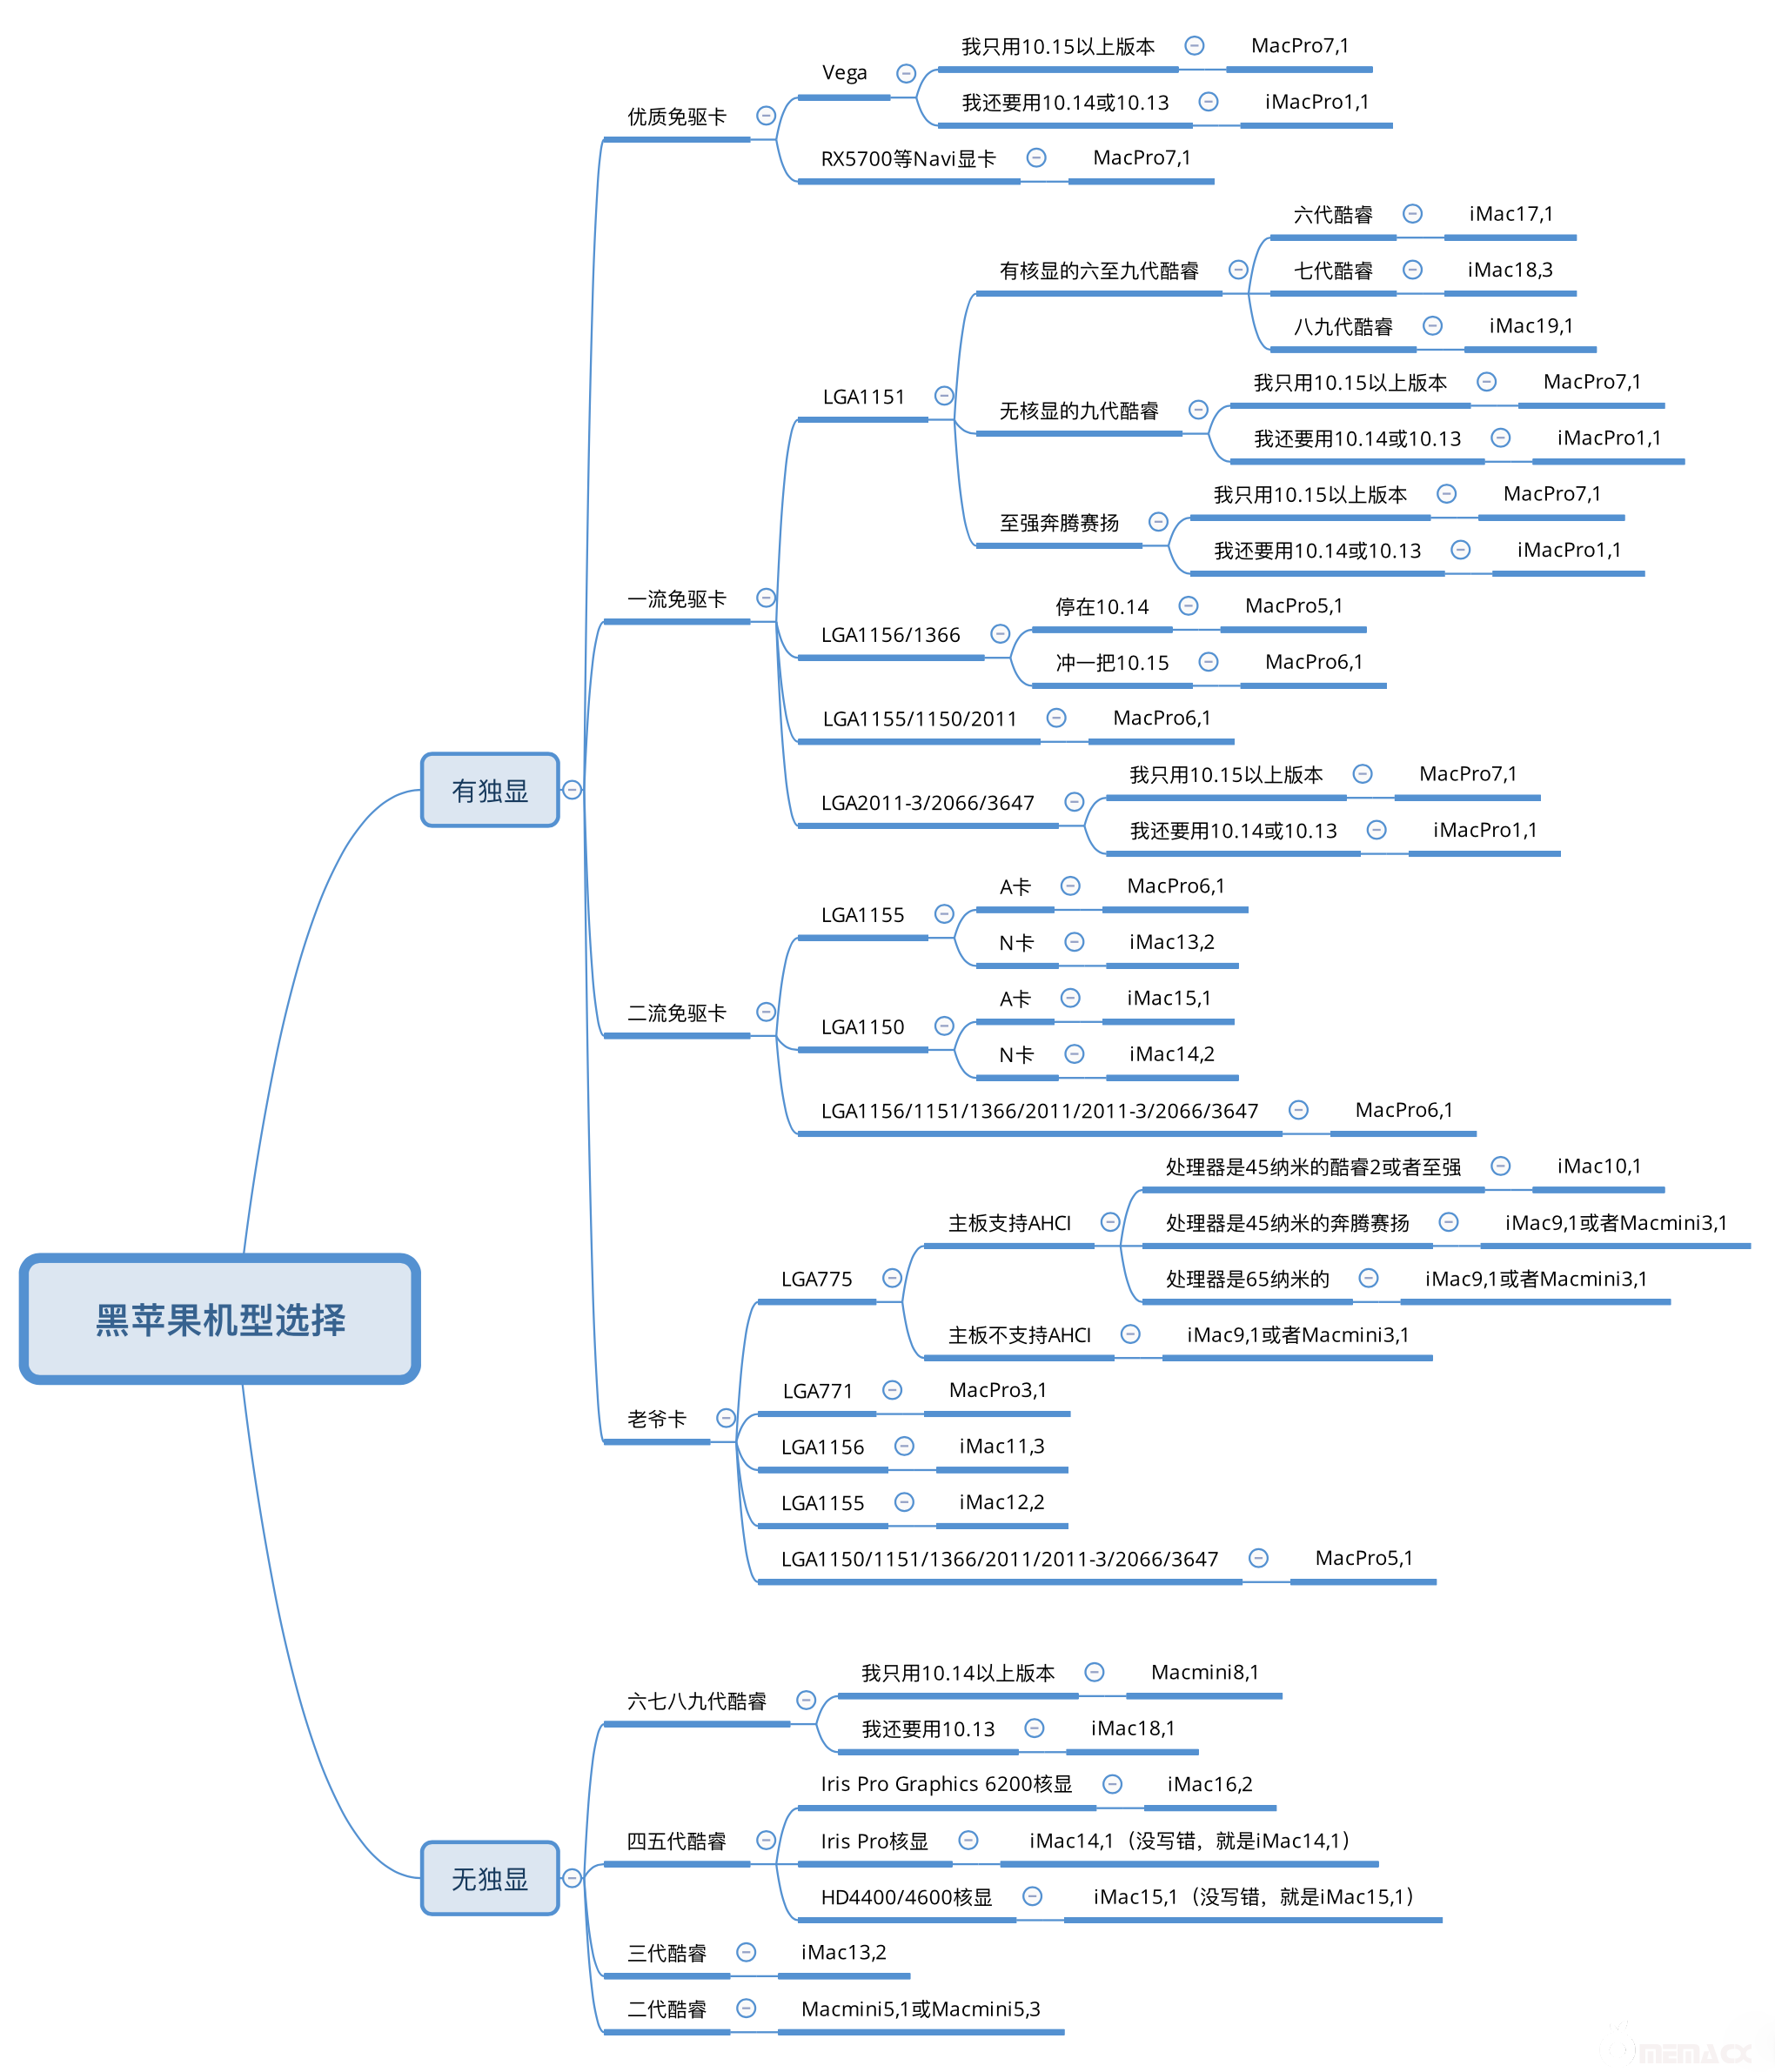 黑苹果机型选择
有独显
优质免驱卡
Vega
我只用10.15以上版本
MacPro7,1
我还要用10.14或10.13
iMacPro1,1
RX5700等Navi显卡
MacPro7,1
一流免驱卡
LGA1151
有核显的六至九代酷睿
六代酷睿
iMac17,1
七代酷睿
iMac18,3
八九代酷睿
iMac19,1
无核显的九代酷睿
我只用10.15以上版本
MacPro7,1
我还要用10.14或10.13
iMacPro1,1
至强奔腾赛扬
我只用10.15以上版本
MacPro7,1
我还要用10.14或10.13
iMacPro1,1
LGA1156/1366
停在10.14
MacPro5,1
冲一把10.15
MacPro6,1
LGA1155/1150/2011
MacPro6,1
LGA2011-3/2066/3647
我只用10.15以上版本
MacPro7,1
我还要用10.14或10.13
iMacPro1,1
二流免驱卡
LGA1155
A卡
MacPro6,1
N卡
iMac13,2
LGA1150
A卡
iMac15,1
N卡
iMac14,2
LGA1156/1151/1366/2011/2011-3/2066/3647
MacPro6,1
老爷卡
LGA775
主板支持AHCI
处理器是45纳米的酷睿2或者至强
iMac10,1
处理器是45纳米的奔腾赛扬
iMac9,1或者Macmini3,1
处理器是65纳米的
iMac9,1或者Macmini3,1
主板不支持AHCI
iMac9,1或者Macmini3,1
LGA771
MacPro3,1
LGA1156
iMac11,3
LGA1155
iMac12,2
LGA1150/1151/1366/2011/2011-3/2066/3647
MacPro5,1
无独显
六七八九代酷睿
我只用10.14以上版本
Macmini8,1
我还要用10.13
iMac18,1
四五代酷睿
Iris Pro Graphics 6200核显
iMac16,2
Iris Pro核显
iMac14,1（没写错，就是iMac14,1）
HD4400/4600核显
iMac15,1（没写错，就是iMac15,1）
三代酷睿
iMac13,2
二代酷睿
Macmini5,1或Macmini5,3